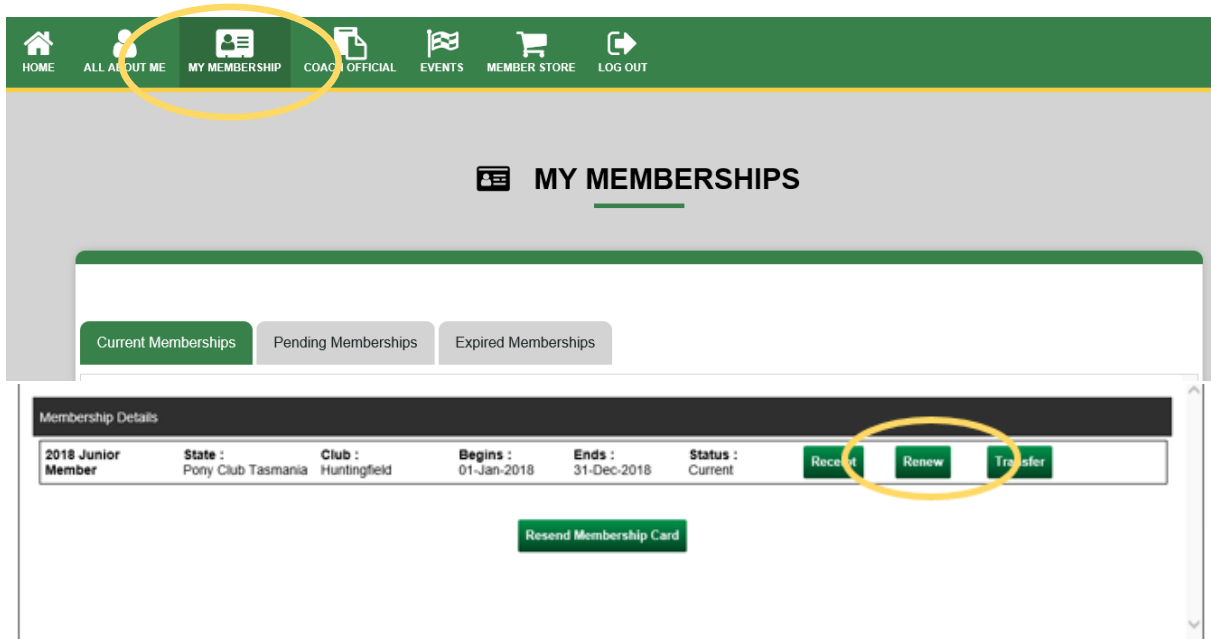 HOME ALL ABOUT ME MY MEMBERSHIP COACH OFFICIAL EVENTS MEMBER STORE LOG OUT
MY MEMBERSHIPS
Current Memberships Pending Memberships Expired Memberships
Membership Details
2018 Junior State : Club : Begins : Ends : Status : Receipt Renew Transfer
Member Pony Club Tasmania Huntingfield 01-Jan-2018 31-Dec-2018 Current
Resend Membership Card